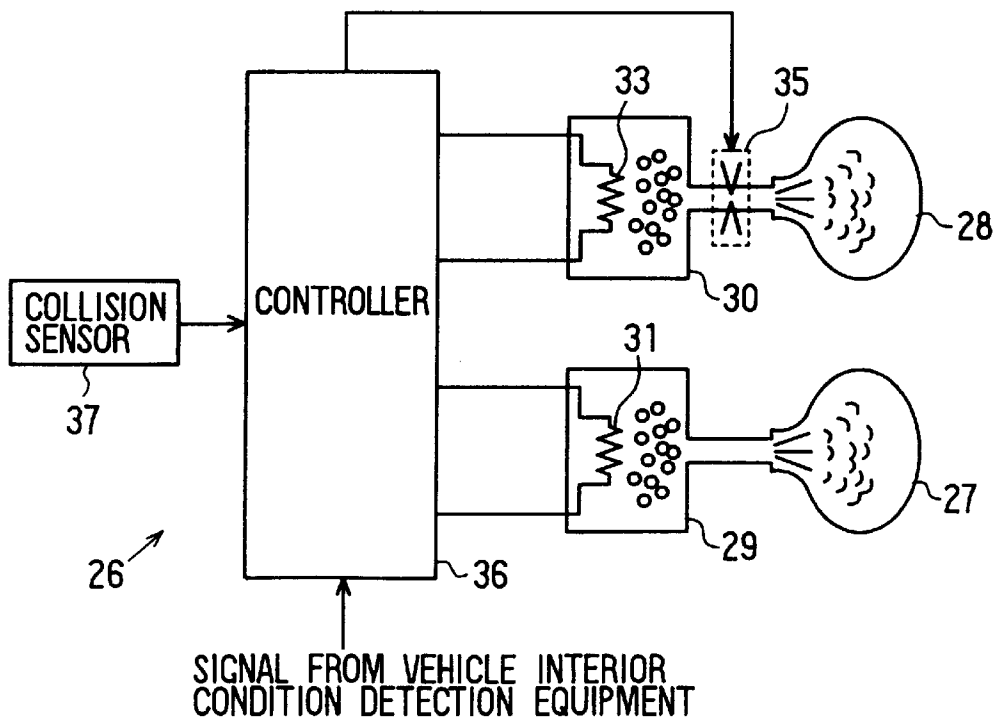 33
35
28
30
COLLISION
SENSOR
CONTROLLER
37
31
27
29
26
36
SIGNAL FROM VEHICLE INTERIOR
CONDITION DETECTION EQUIPMENT